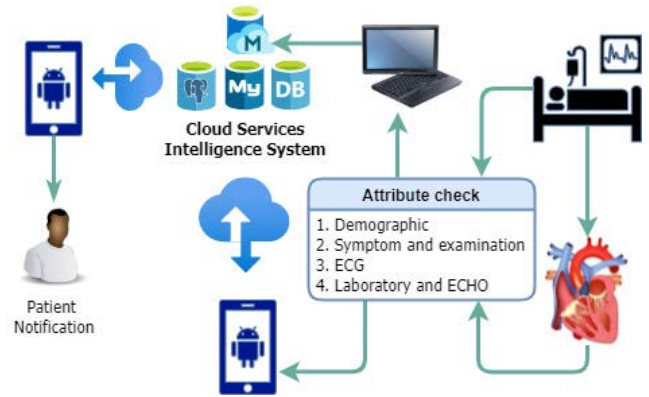 M
My DB
Cloud Services
Intelligence System
Attribute check
1. Demographic
2. Symptom and examination
3. ECG
4. Laboratory and ECHO
Patient
Notification